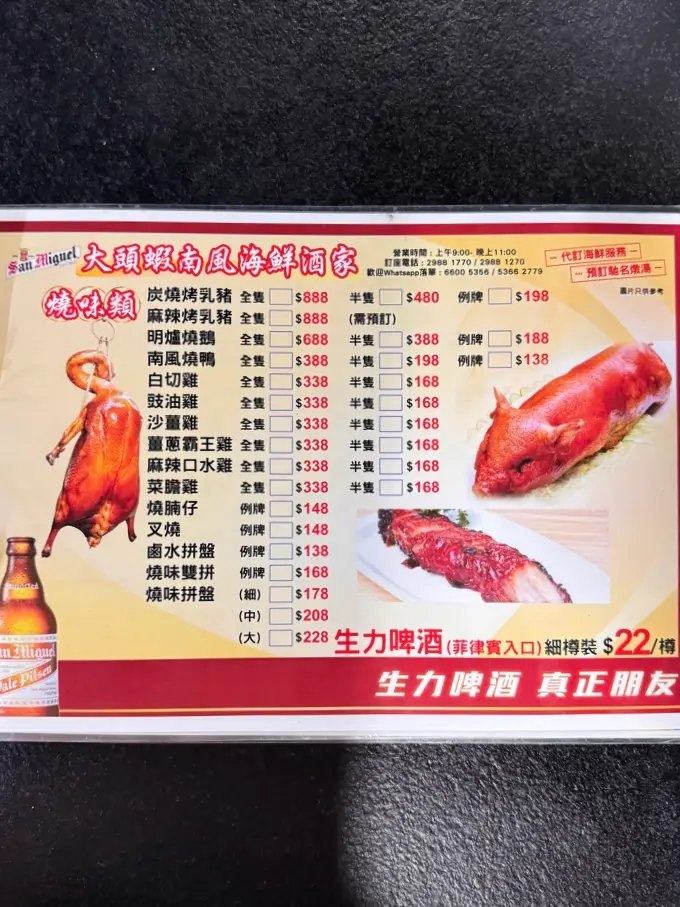 San Miguel
大頭蝦南風海鮮酒家
營業時間：上午9:00- 晚上11:00
訂座電話：2988 1770 / 2988 1270
歡迎Whatsapp落單：6600 5356 / 5366 2779
代訂海鮮服務
預訂馳名燉湯
圖片只供參考
燒味類
炭燒烤乳豬 全隻 $888 半隻 $480 例牌 $198
麻辣烤乳豬 全隻 $888 (需預訂)
明爐燒鵝 全隻 $688 半隻 $388 例牌 $188
南風燒鴨 全隻 $388 半隻 $198 例牌 $138
白切雞 全隻 $338 半隻 $168
豉油雞 全隻 $338 半隻 $168
沙薑雞 全隻 $338 半隻 $168
薑蔥霸王雞 全隻 $338 半隻 $168
麻辣口水雞 全隻 $338 半隻 $168
菜膽雞 全隻 $338 半隻 $168
燒腩仔 例牌 $148
叉燒 例牌 $148
鹵水拼盤 例牌 $138
燒味雙拼 例牌 $168
燒味拼盤 (細) $178
(中) $208
(大) $228
生力啤酒(菲律賓入口)細樽裝 $22/樽
生力啤酒 真正朋友
San Miguel
Pale Pilsen